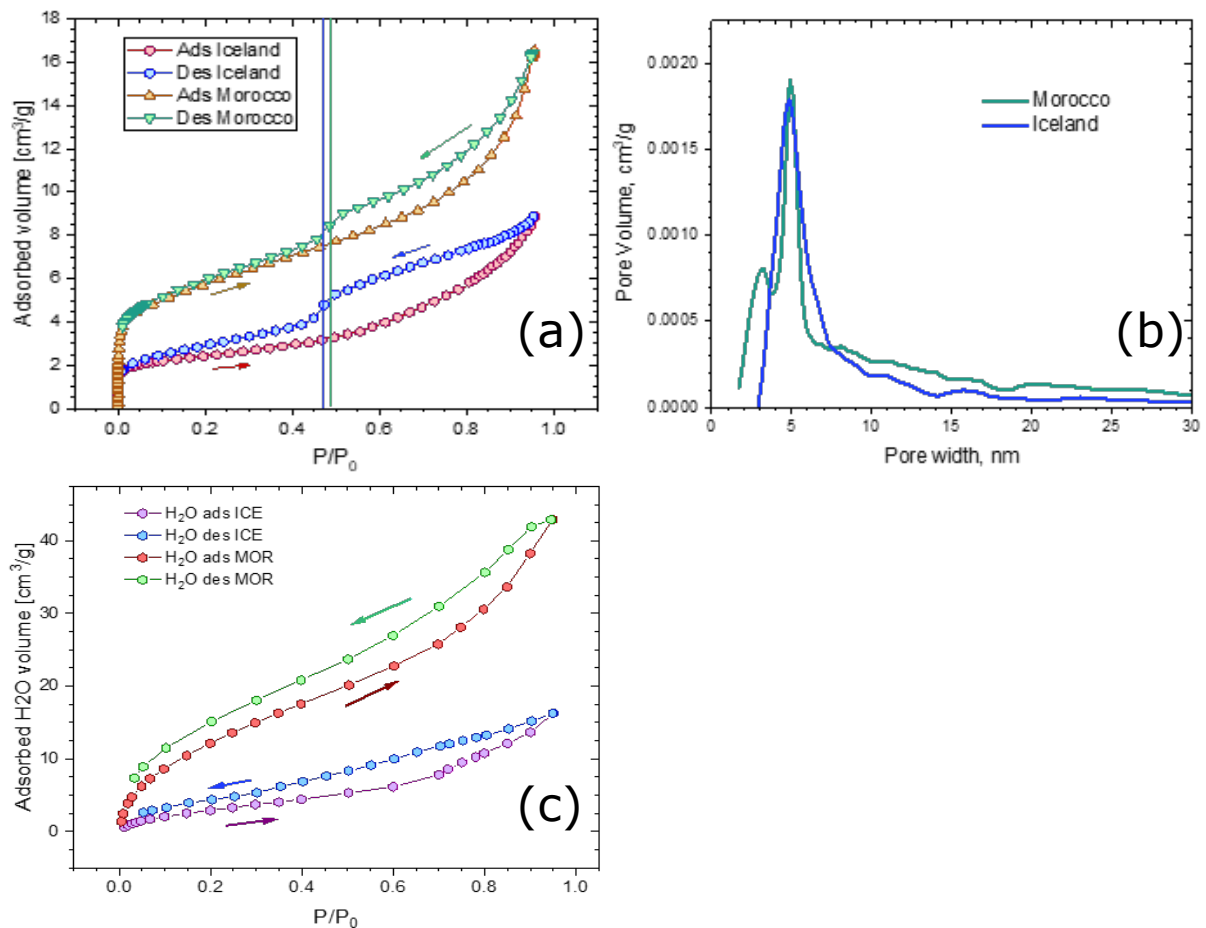 18
16
14
12
10
8
6
4
2
0
Adsorbed volume [cm³/g]
Ads Iceland
Des Iceland
Ads Morocco
Des Morocco
(a)
0.0 0.2 0.4 0.6 0.8 1.0
P/P₀
0.0020
0.0015
0.0010
0.0005
0.0000
Pore Volume, cm³/g
Morocco
Iceland
(b)
0 5 10 15 20 25 30
Pore width, nm
40
30
20
10
0
Adsorbed H2O volume [cm³/g]
H₂O ads ICE
H₂O des ICE
H₂O ads MOR
H₂O des MOR
(c)
0.0 0.2 0.4 0.6 0.8 1.0
P/P₀